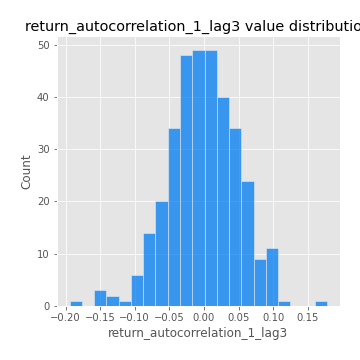 return_autocorrelation_1_lag3 value distributio
50
40
30
20
10
0
Count
−0.20 −0.15 −0.10 −0.05 0.00 0.05 0.10 0.15
return_autocorrelation_1_lag3